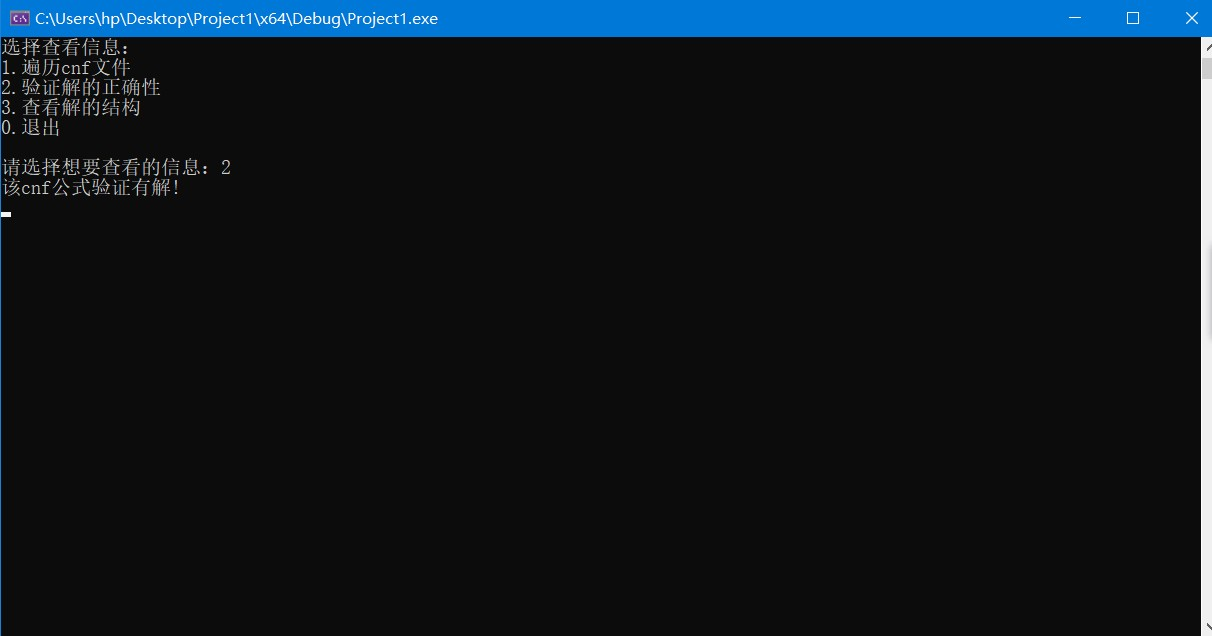 C:\Users\hp\Desktop\Project1\x64\Debug\Project1.exe
选择查看信息:
1.遍历cnf文件
2.验证解的正确性
3.查看解的结构
0.退出
请选择想要查看的信息：2
该cnf公式验证有解!